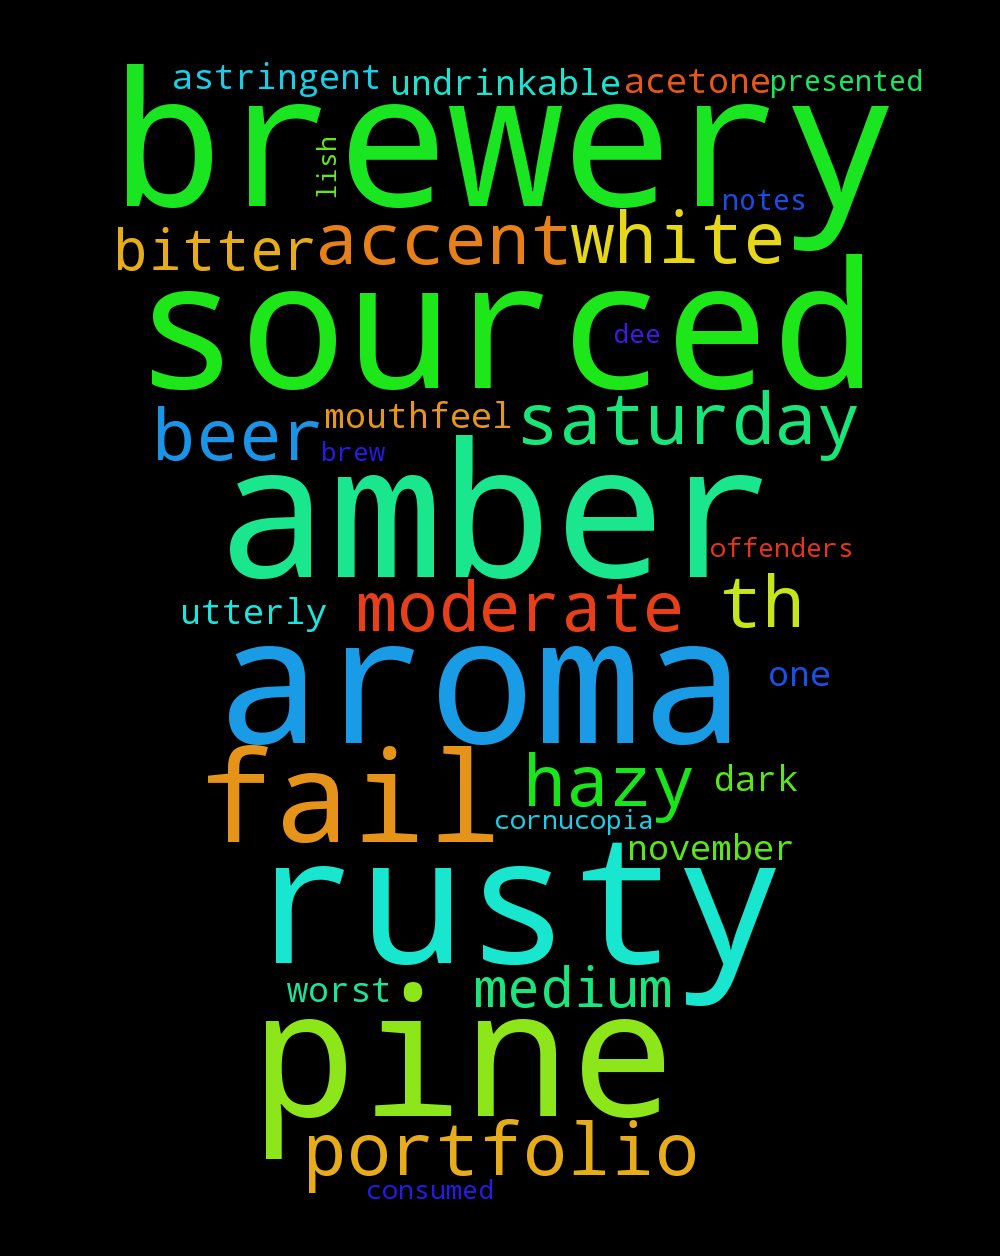 astringent undrinkable acetone presented
brewery
lish
notes
bitter accent white
sourced
dee
beer mouthfeel saturday
brew
amber
offenders
utterly moderate th
aroma
one
fail hazy dark
cornucopia
november
rusty
worst medium
pine
portfolio
consumed